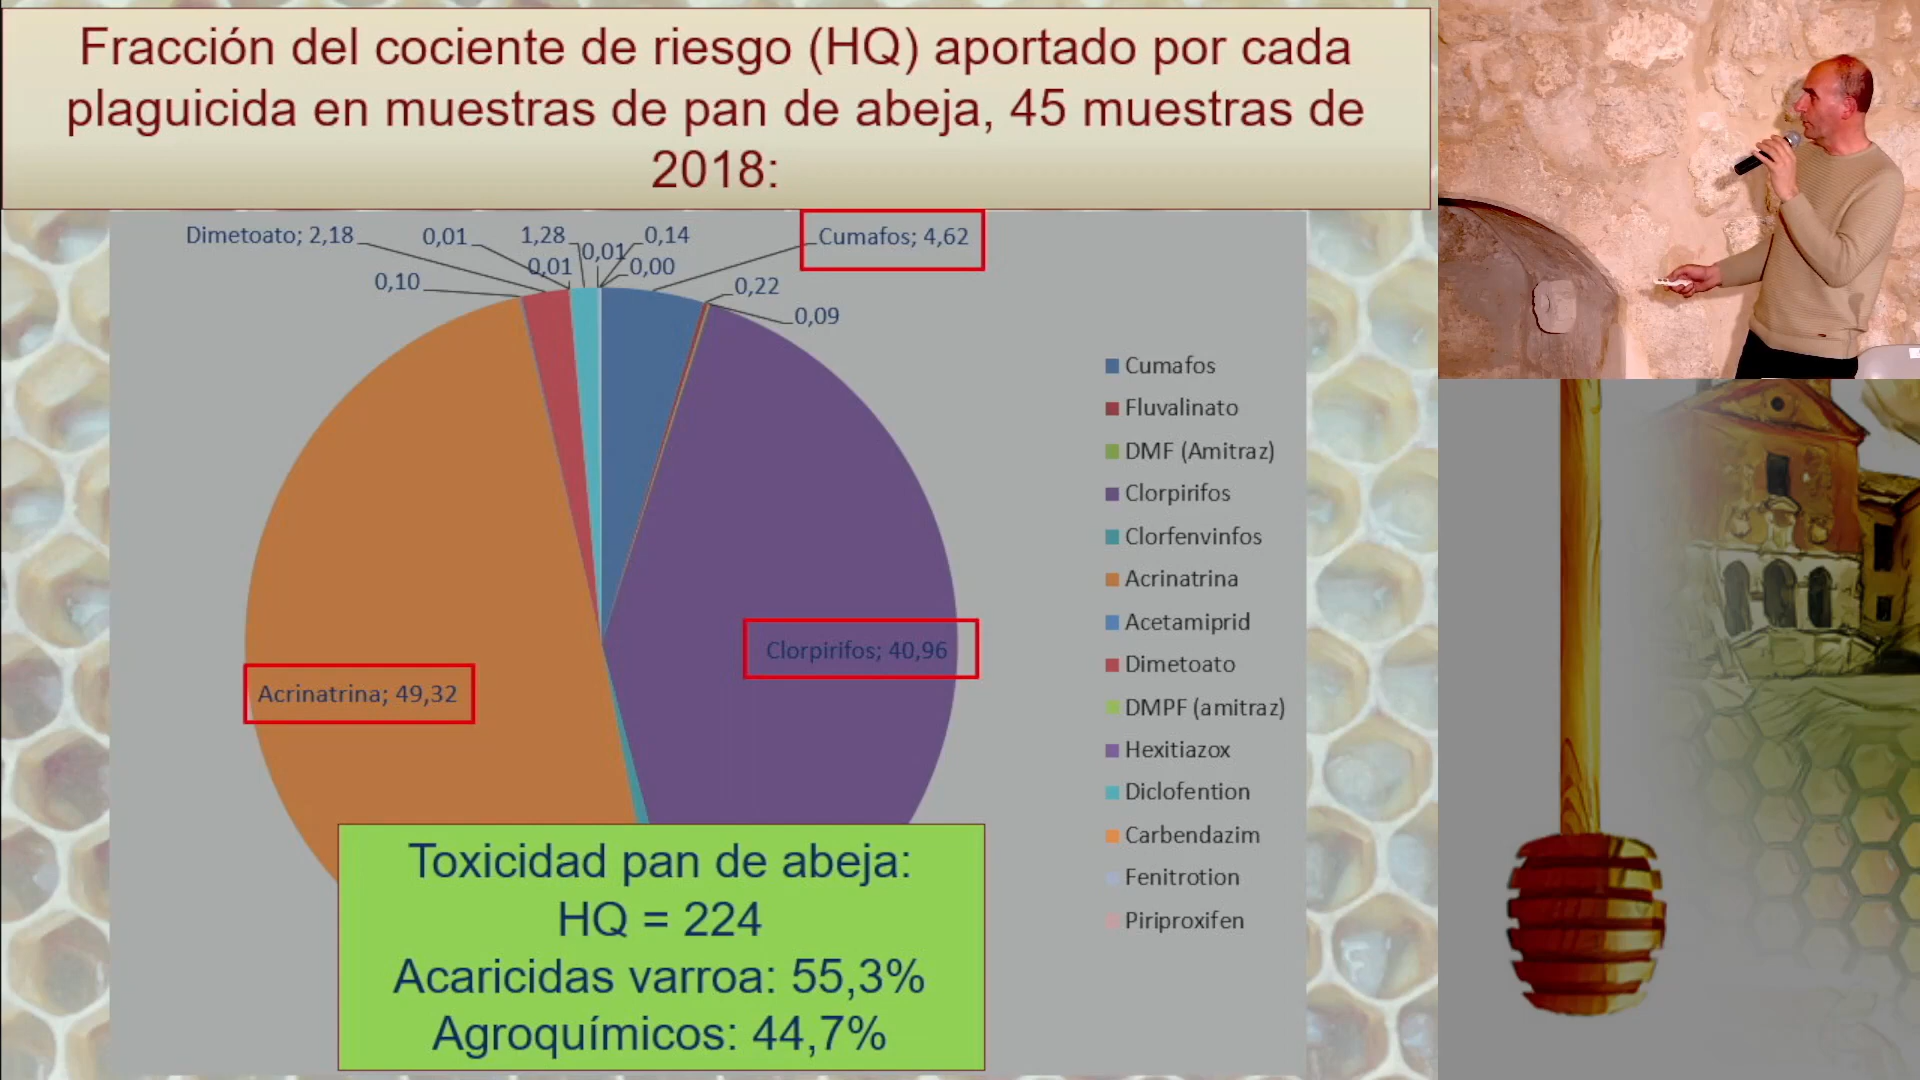 Fracción del cociente de riesgo (HQ) aportado por cada
plaguicida en muestras de pan de abeja, 45 muestras de
2018:
Dimetoato; 2,18
0,01
1,28
0,01
0,14
Cumafos; 4,62
0,10
0,01
0,00
0,22
0,09
Clorpirifos; 40,96
Acrinatrina; 49,32
Cumafos
Fluvalinato
DMF (Amitraz)
Clorpirifos
Clorfenvinfos
Acrinatrina
Acetamiprid
Dimetoato
DMPF (amitraz)
Hexitiazox
Diclofention
Carbendazim
Fenitrotion
Piriproxifen
Toxicidad pan de abeja:
HQ = 224
Acaricidas varroa: 55,3%
Agroquímicos: 44,7%